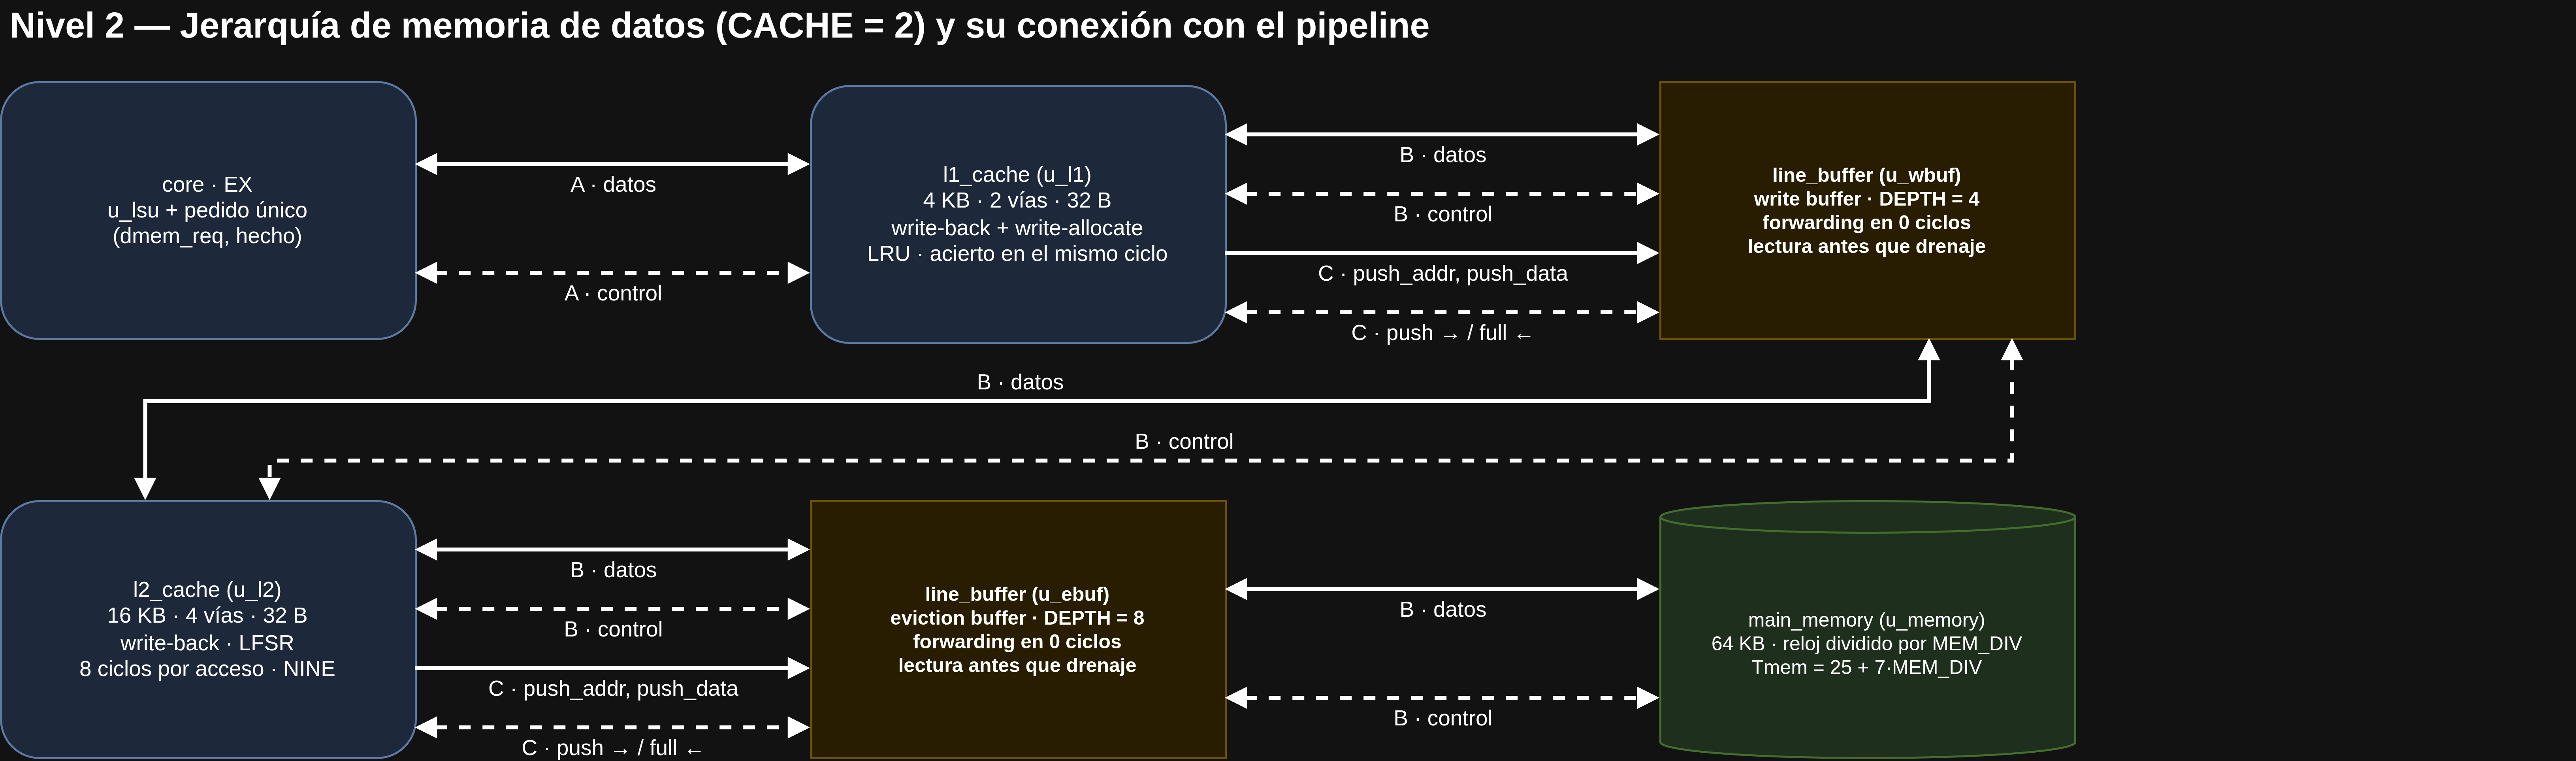 Nivel 2 — Jerarquía de memoria de datos (CACHE = 2) y su conexión con el pipeline
core · EX
u_lsu + pedido único
(dmem_req, hecho)
A · datos
A · control
l1_cache (u_l1)
4 KB · 2 vías · 32 B
write-back + write-allocate
LRU · acierto en el mismo ciclo
B · datos
B · control
C · push_addr, push_data
C · push → / full ←
line_buffer (u_wbuf)
write buffer · DEPTH = 4
forwarding en 0 ciclos
lectura antes que drenaje
B · datos
B · control
l2_cache (u_l2)
16 KB · 4 vías · 32 B
write-back · LFSR
8 ciclos por acceso · NINE
B · datos
B · control
C · push_addr, push_data
C · push → / full ←
line_buffer (u_ebuf)
eviction buffer · DEPTH = 8
forwarding en 0 ciclos
lectura antes que drenaje
B · datos
B · control
main_memory (u_memory)
64 KB · reloj dividido por MEM_DIV
Tmem = 25 + 7·MEM_DIV